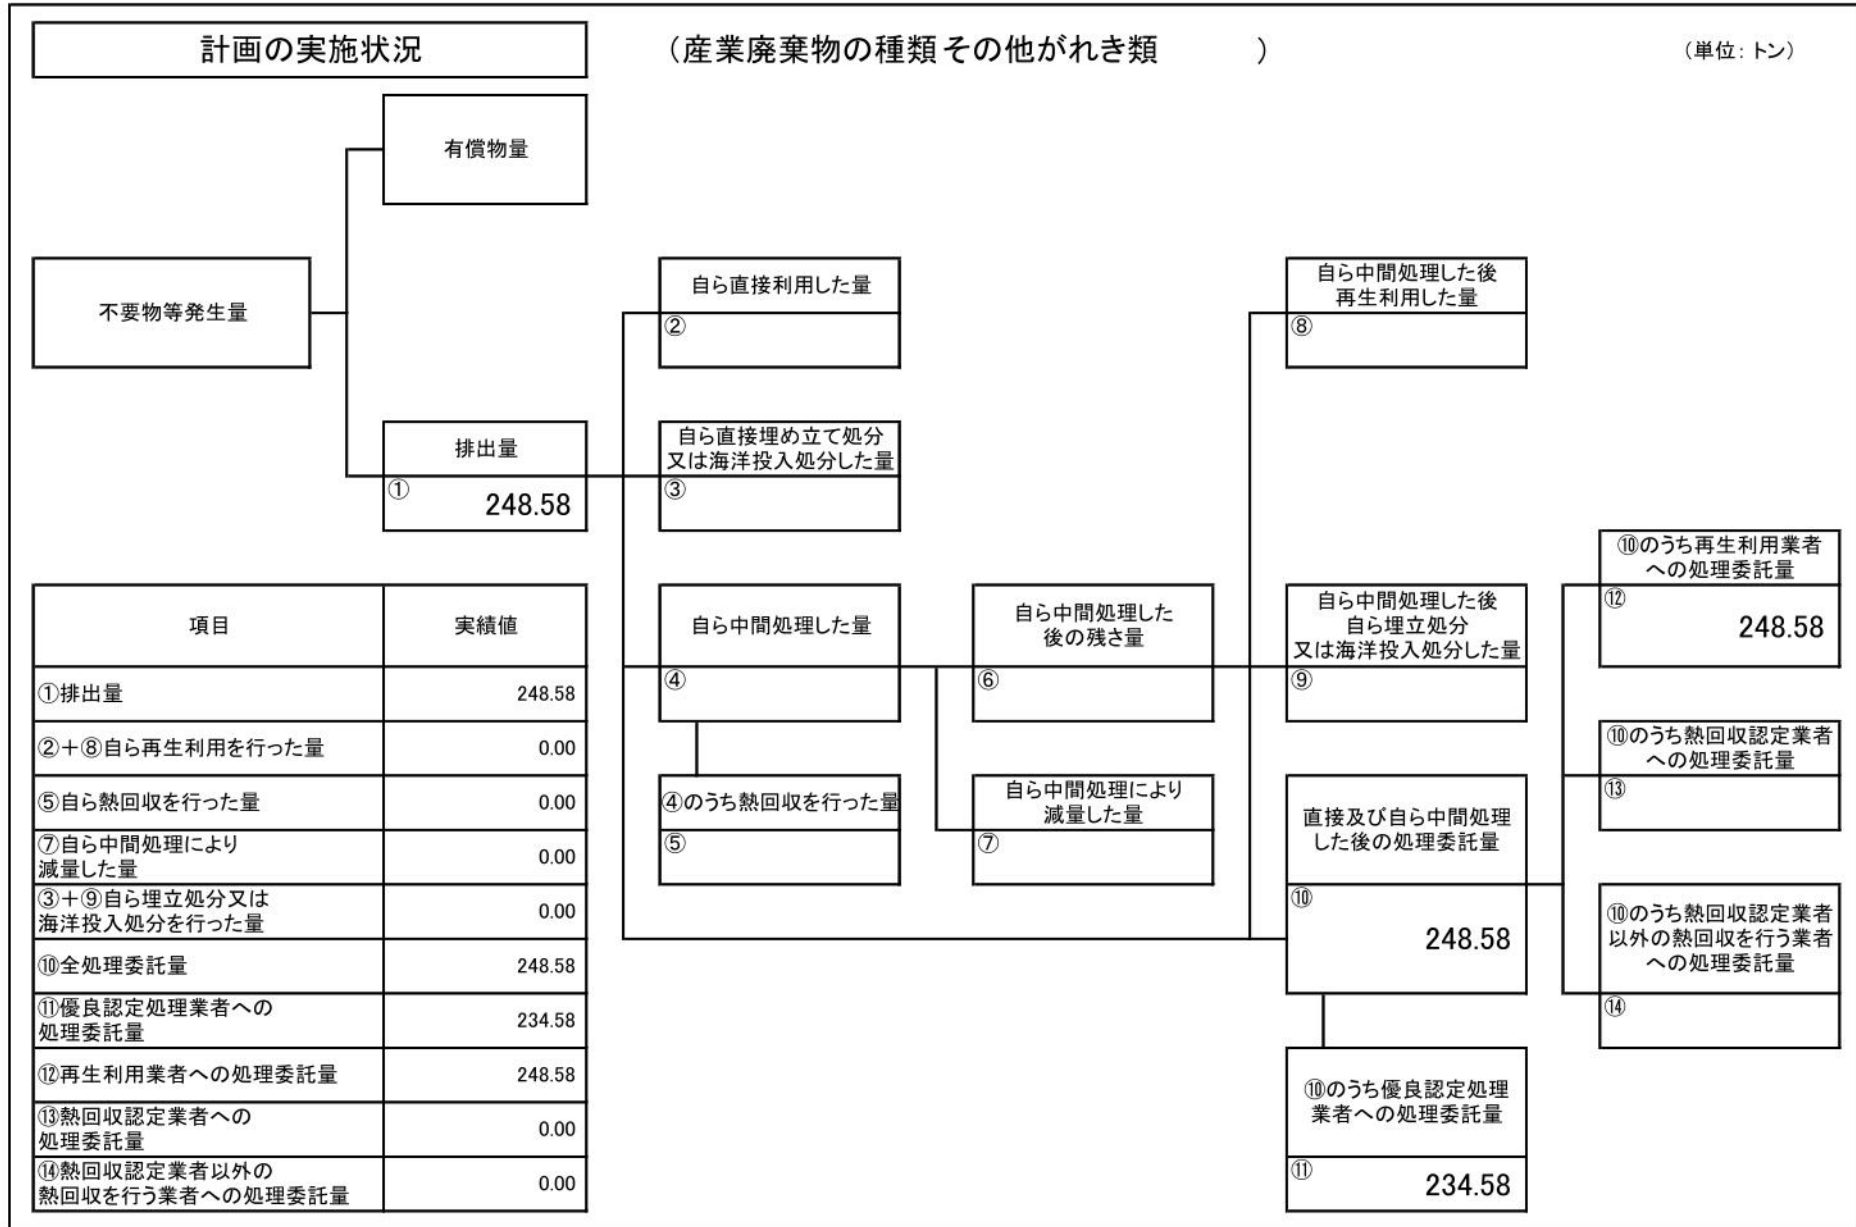 計画の実施状況
（産業廃棄物の種類その他がれき類　　　）
（単位：トン）
有償物量
不要物等発生量
自ら直接利用した量
②
自ら中間処理した後
再生利用した量
⑧
排出量
① 248.58
自ら直接埋め立て処分
又は海洋投入処分した量
③
自ら中間処理した量
④
自ら中間処理した
後の残さ量
⑥
自ら中間処理した後
自ら埋立処分
又は海洋投入処分した量
⑨
⑩のうち再生利用業者
への処理委託量
⑫ 248.58
④のうち熱回収を行った量
⑤
自ら中間処理により
減量した量
⑦
直接及び自ら中間処理
した後の処理委託量
⑩ 248.58
⑩のうち熱回収認定業者
への処理委託量
⑬
⑩のうち熱回収認定業者
以外の熱回収を行う業者
への処理委託量
⑭
⑩のうち優良認定処理
業者への処理委託量
⑪ 234.58
項目 実績値
①排出量 248.58
②＋⑧自ら再生利用を行った量 0.00
⑤自ら熱回収を行った量 0.00
⑦自ら中間処理により
減量した量 0.00
③＋⑨自ら埋立処分又は
海洋投入処分を行った量 0.00
⑩全処理委託量 248.58
⑪優良認定処理業者への
処理委託量 234.58
⑫再生利用業者への処理委託量 248.58
⑬熱回収認定業者への
処理委託量 0.00
⑭熱回収認定業者以外の
熱回収を行う業者への処理委託量 0.00